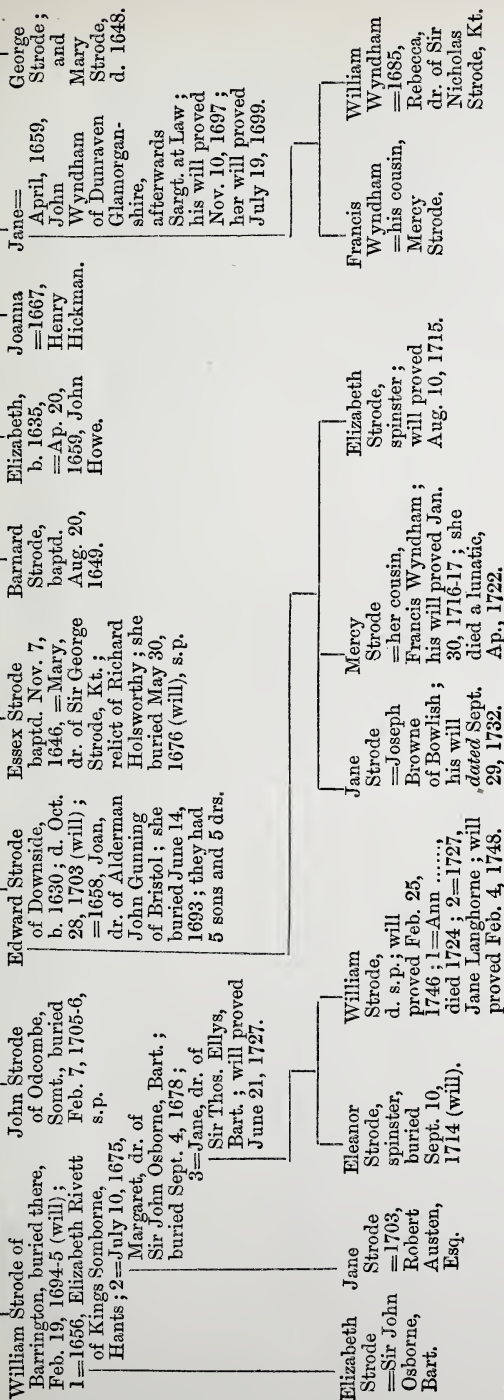 William Strode of
Barrington, buried there,
Feb. 19, 1694-5 (will);
1=1656, Elizabeth Rivett
of Kings Somborne,
Hants; 2=July 10, 1675,
Margaret, dr. of
Sir John Osborne, Bart.;
buried Sept. 4, 1678;
3=Jane, dr. of
Sir Thos. Ellys,
Bart.; will proved
June 21, 1727.
John Strode
of Odcombe,
Somt., buried
Feb. 7, 1705-6,
s.p.
Edward Strode
of Downside,
b. 1630; d. Oct.
28, 1703 (will);
=1658, Joan,
dr. of Alderman
John Gunning
of Bristol; she
buried June 14,
1693; they had
5 sons and 5 drs.
Essex Strode
baptd. Nov. 7,
1646, =Mary,
dr. of Sir George
Strode, Kt.;
relict of Richard
Holsworthy; she
buried May 30,
1676 (will), s.p.
Barnard
Strode,
baptd.
Aug. 20,
1649.
Elizabeth,
b. 1635,
=Ap. 20,
1659, John
Howe.
Joanna
=1667,
Henry
Hickman.
Jane=
April, 1659,
John
Wyndham
of Dunraven
Glamorgan-
shire,
afterwards
Sargt. at Law;
his will proved
Nov. 10, 1697;
her will proved
July 19, 1699.
George
Strode;
and
Mary
Strode,
d. 1648.
Elizabeth
Strode
=Sir John
Osborne,
Bart.
Jane
Strode
=1703,
Robert
Austen,
Esq.
Eleanor
Strode,
spinster,
buried
Sept. 10,
1714 (will).
William
Strode,
d. s.p.; will
proved Feb. 25,
1746; 1=Ann ......,
died 1724; 2=1727,
Jane Langhorne; will
proved Feb. 4, 1748.
Jane
Strode
=Joseph
Browne
of Bowlish;
his will
dated Sept.
29, 1732.
Mercy
Strode
=her cousin,
Francis Wyndham;
his will proved Jan.
30, 1716-17; she
died a lunatic,
Ap., 1722.
Elizabeth
Strode,
spinster;
will proved
Aug. 10, 1715.
Francis
Wyndham
=his cousin,
Mercy
Strode.
William
Wyndham
=1685,
Rebecca,
dr. of Sir
Nicholas
Strode, Kt.